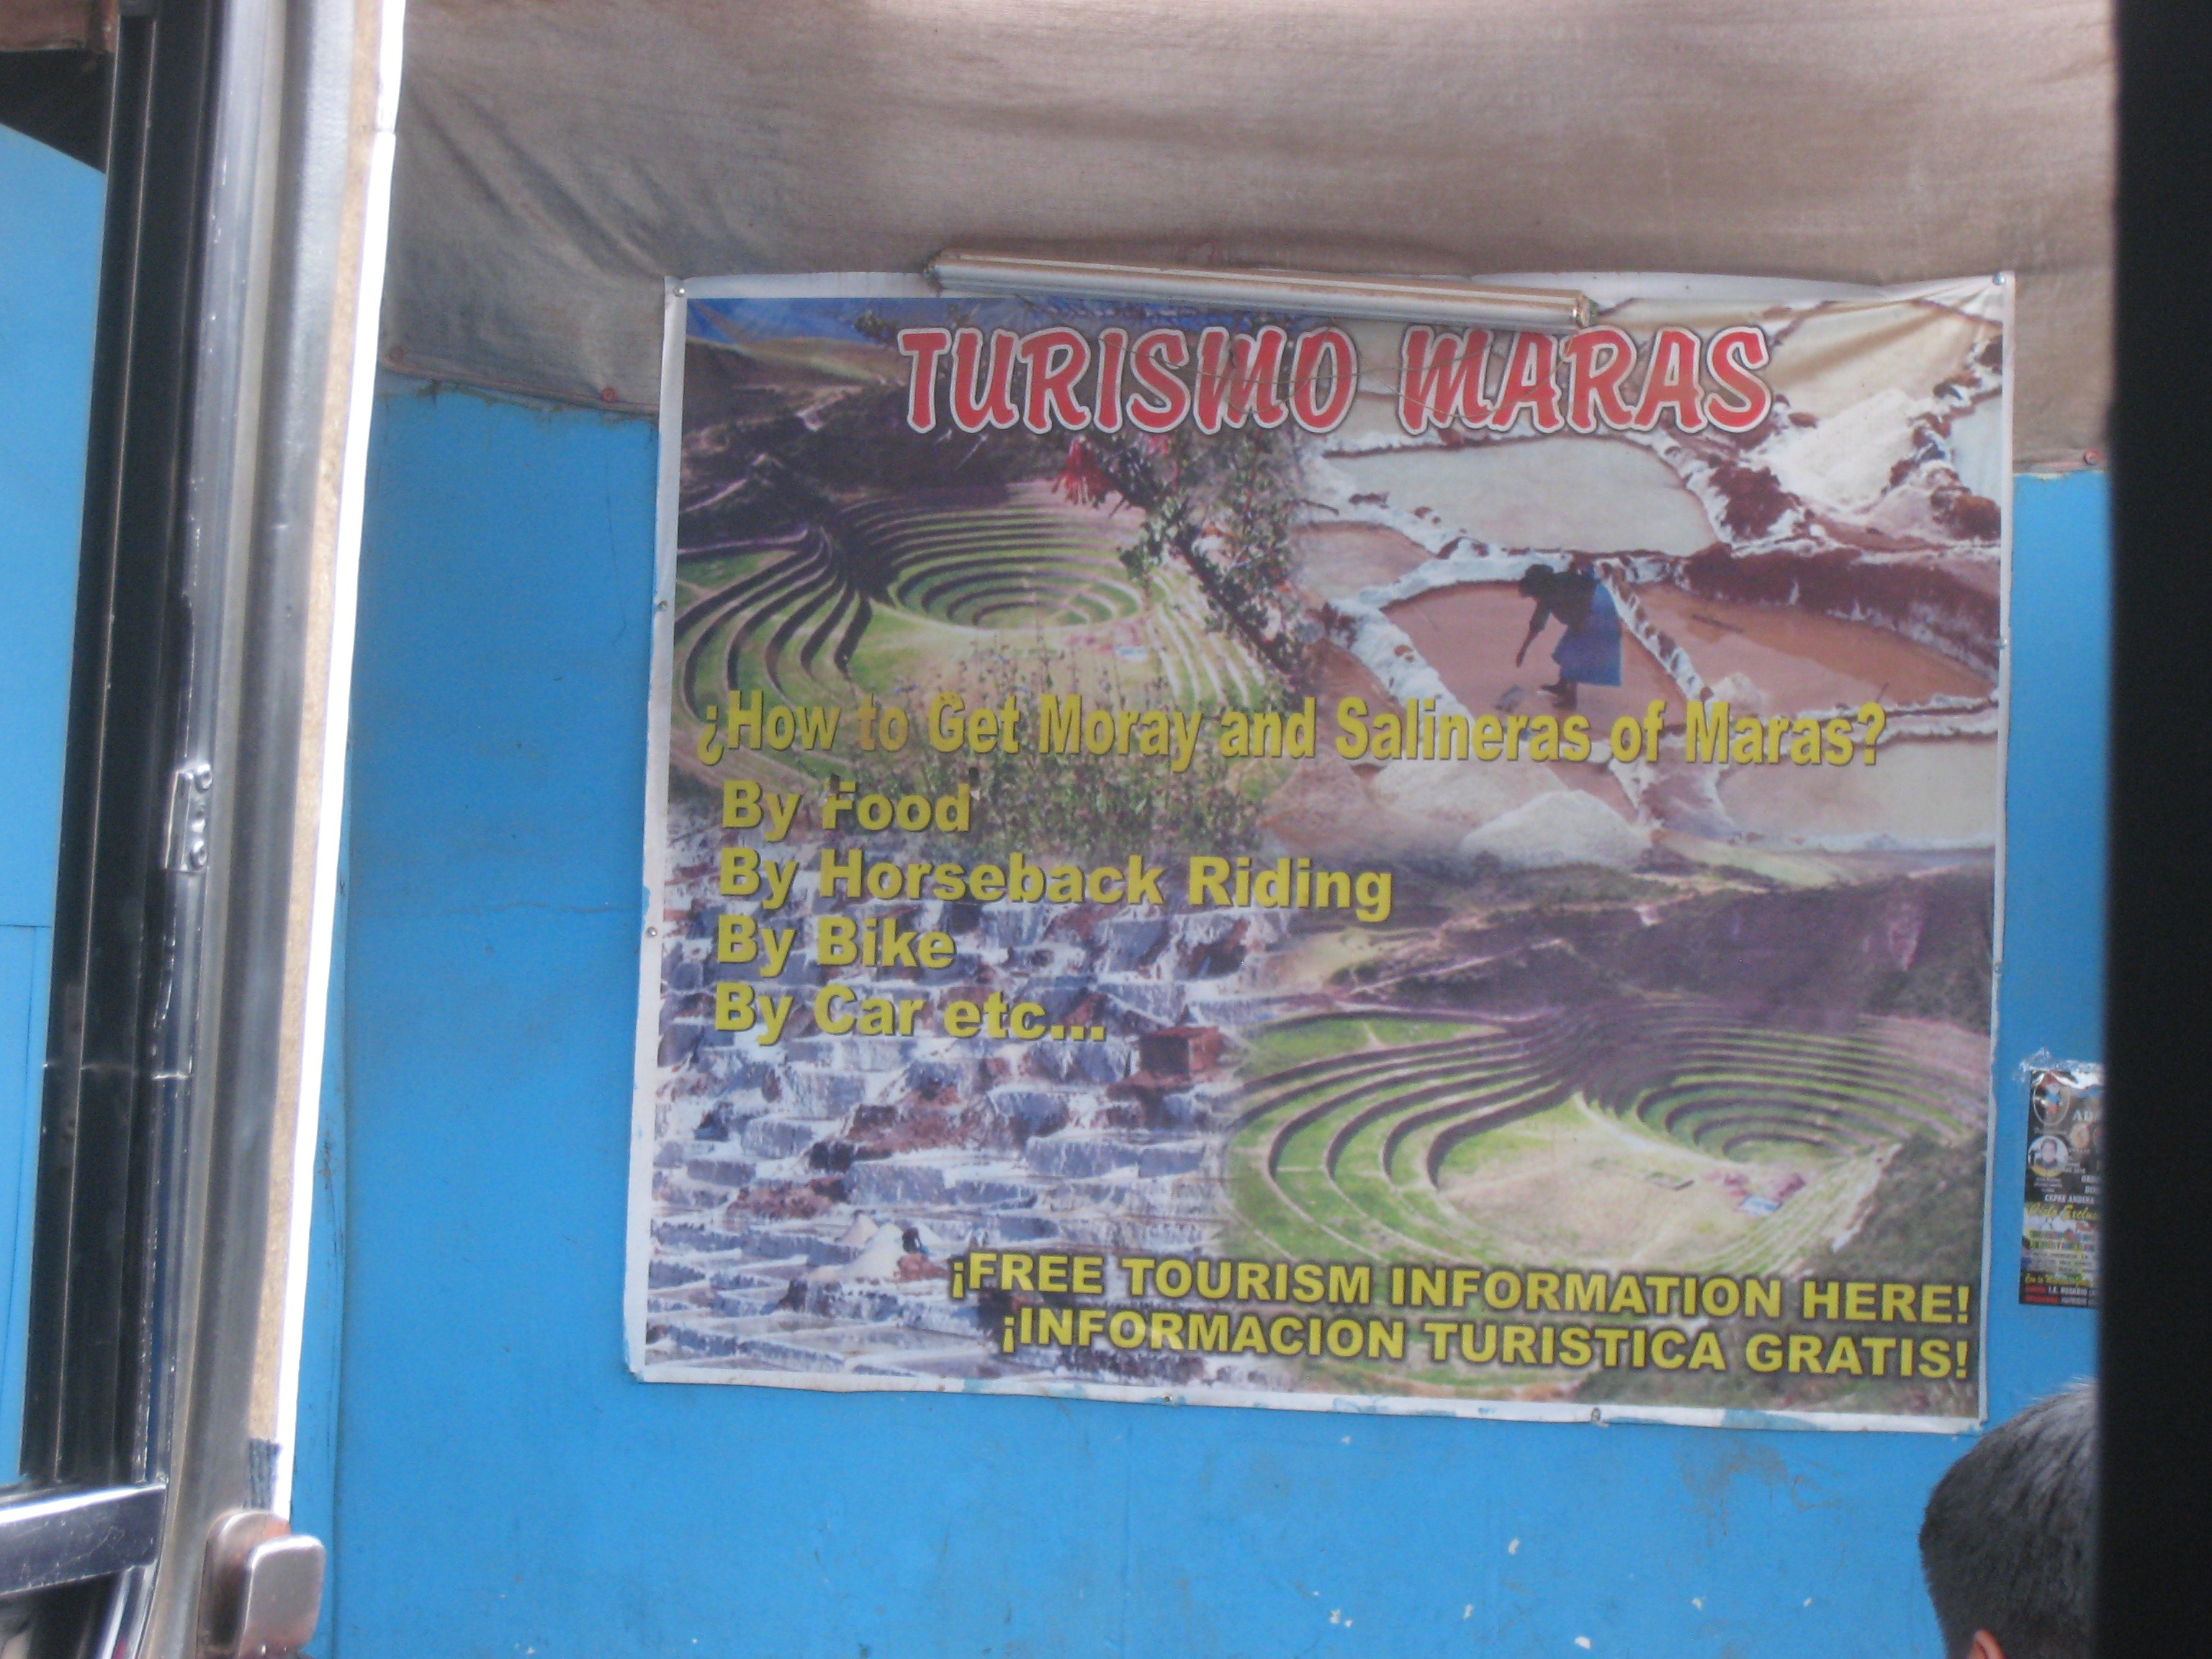 TURISMO MARAS
¿How to Get Moray and Salineras of Maras?
By Food
By Horseback Riding
By Bike
By Car etc...
¡FREE TOURISM INFORMATION HERE!
¡INFORMACION TURISTICA GRATIS!